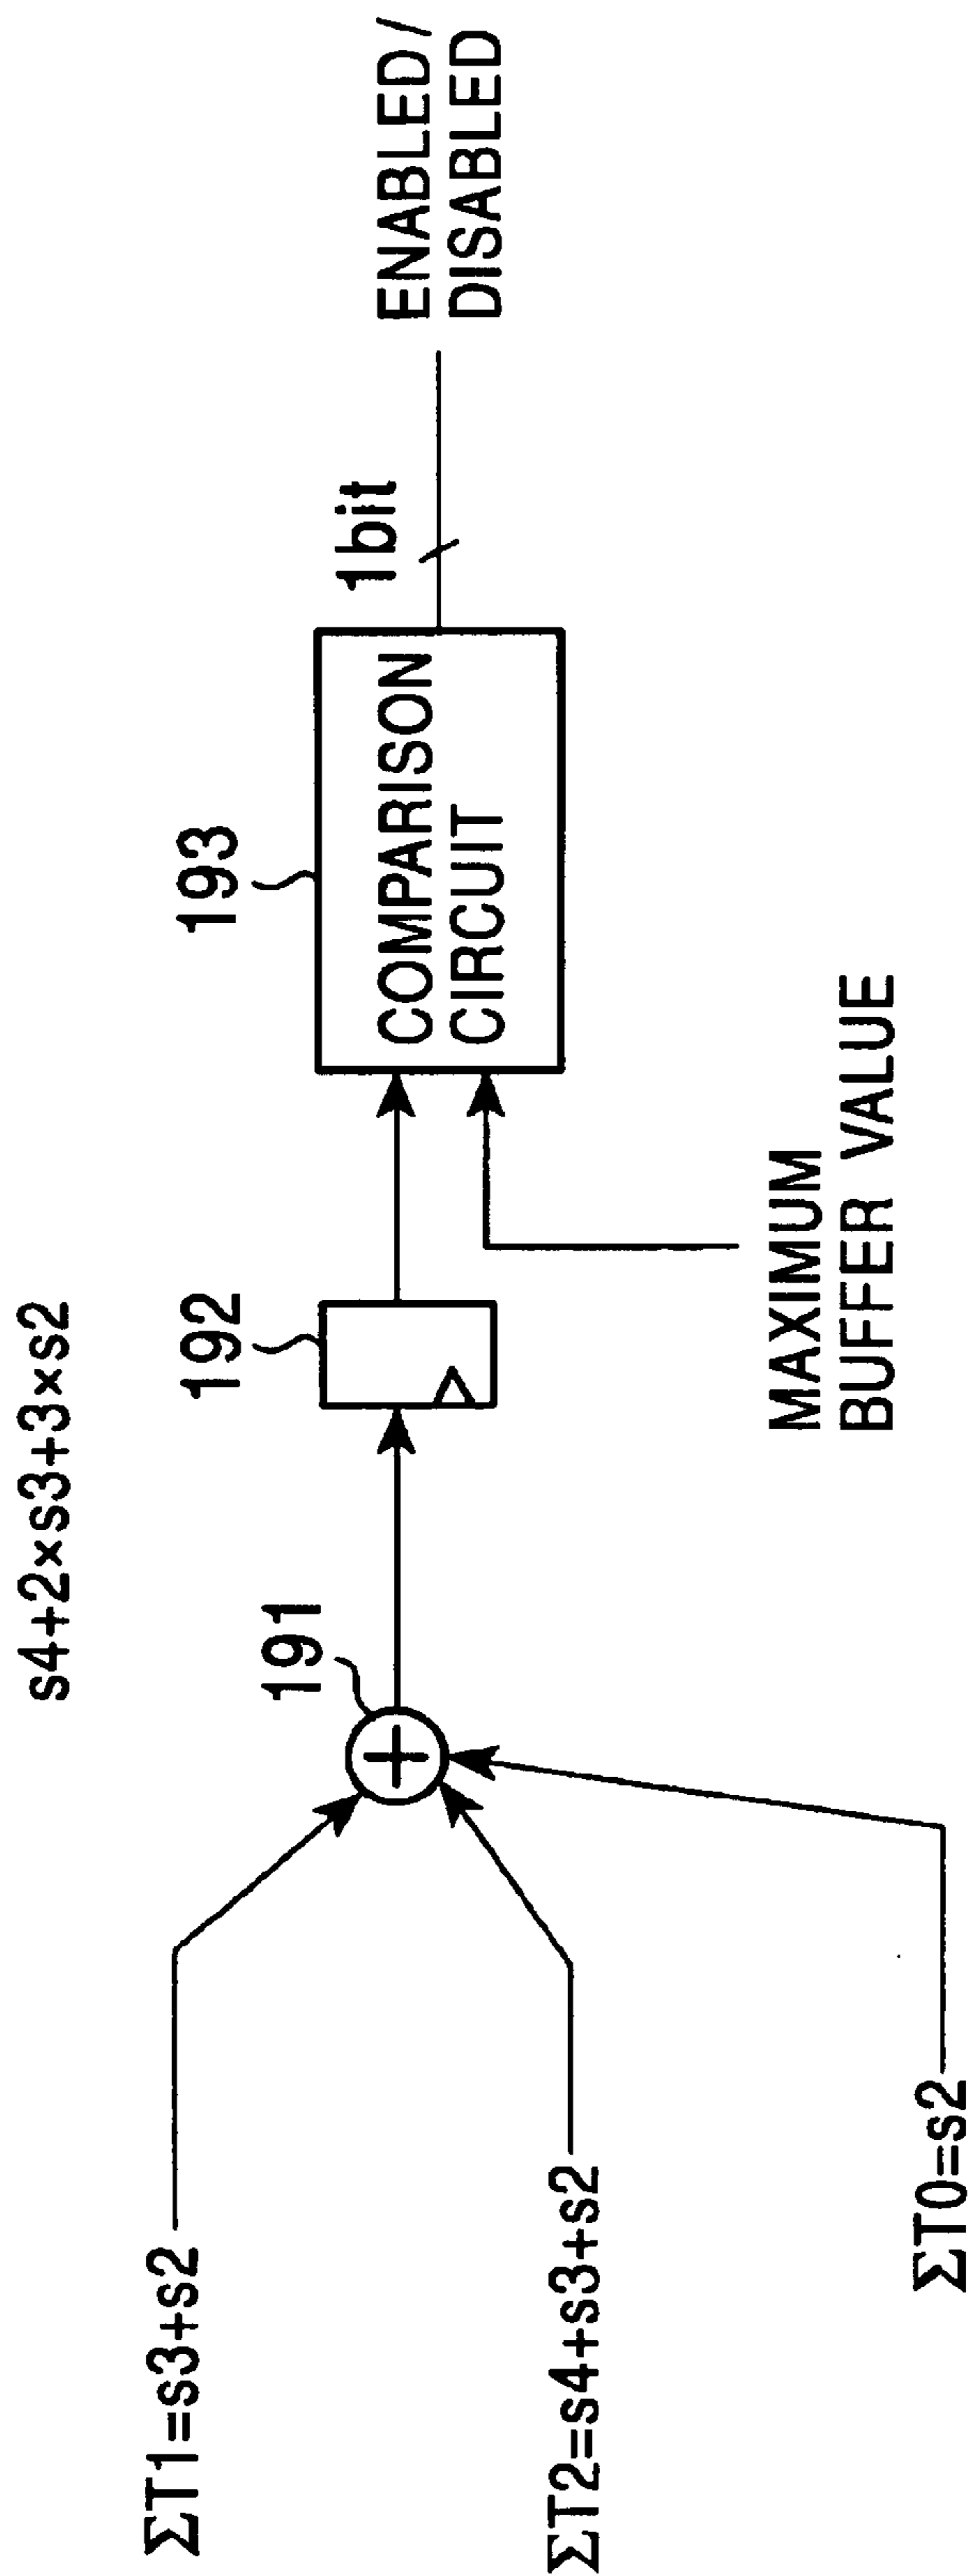 s4+2×s3+3×s2
ΣT1=s3+s2
191
192
193
COMPARISON
CIRCUIT
1bit
ENABLED/
DISABLED
ΣT2=s4+s3+s2
MAXIMUM
BUFFER VALUE
ΣT0=s2